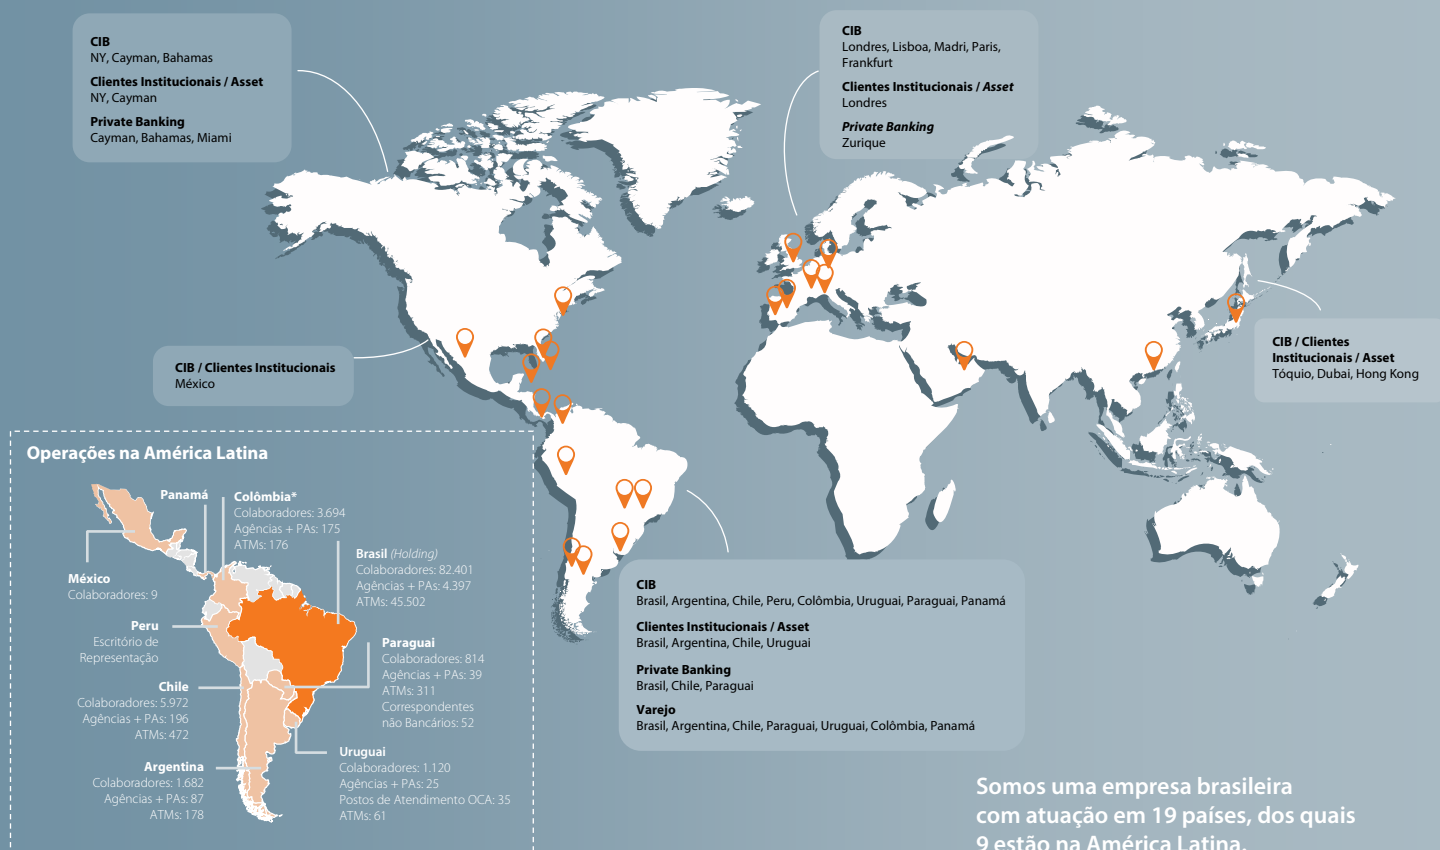 CIB
NY, Cayman, Bahamas
Clientes Institucionais / Asset
NY, Cayman
Private Banking
Cayman, Bahamas, Miami
CIB
Londres, Lisboa, Madri, Paris,
Frankfurt
Clientes Institucionais / Asset
Londres
Private Banking
Zurique
CIB / Clientes Institucionais
México
CIB / Clientes
Institucionais / Asset
Tóquio, Dubai, Hong Kong
Operações na América Latina
Panamá
Colômbia*
Colaboradores: 3.694
Agências + PAs: 175
ATMs: 176
Brasil (Holding)
Colaboradores: 82.401
Agências + PAs: 4.397
ATMs: 45.502
México
Colaboradores: 9
Peru
Escritório de
Representação
Paraguai
Colaboradores: 814
Agências + PAs: 39
ATMs: 311
Correspondentes
não Bancários: 52
Chile
Colaboradores: 5.972
Agências + PAs: 196
ATMs: 472
Uruguai
Colaboradores: 1.120
Agências + PAs: 25
Postos de Atendimento OCA: 35
ATMs: 61
Argentina
Colaboradores: 1.682
Agências + PAs: 87
ATMs: 178
CIB
Brasil, Argentina, Chile, Peru, Colômbia, Uruguai, Paraguai, Panamá
Clientes Institucionais / Asset
Brasil, Argentina, Chile, Uruguai
Private Banking
Brasil, Chile, Paraguai
Varejo
Brasil, Argentina, Chile, Paraguai, Uruguai, Colômbia, Panamá
Somos uma empresa brasileira
com atuação em 19 países, dos quais
9 estão na América Latina.